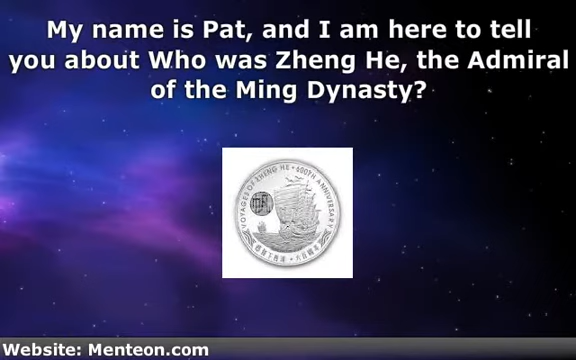 My name is Pat, and I am here to tell
you about Who was Zheng He, the Admiral
of the Ming Dynasty?
VOYAGES OF ZHENG HE • 600TH ANNIVERSARY
Website: Menteon.com